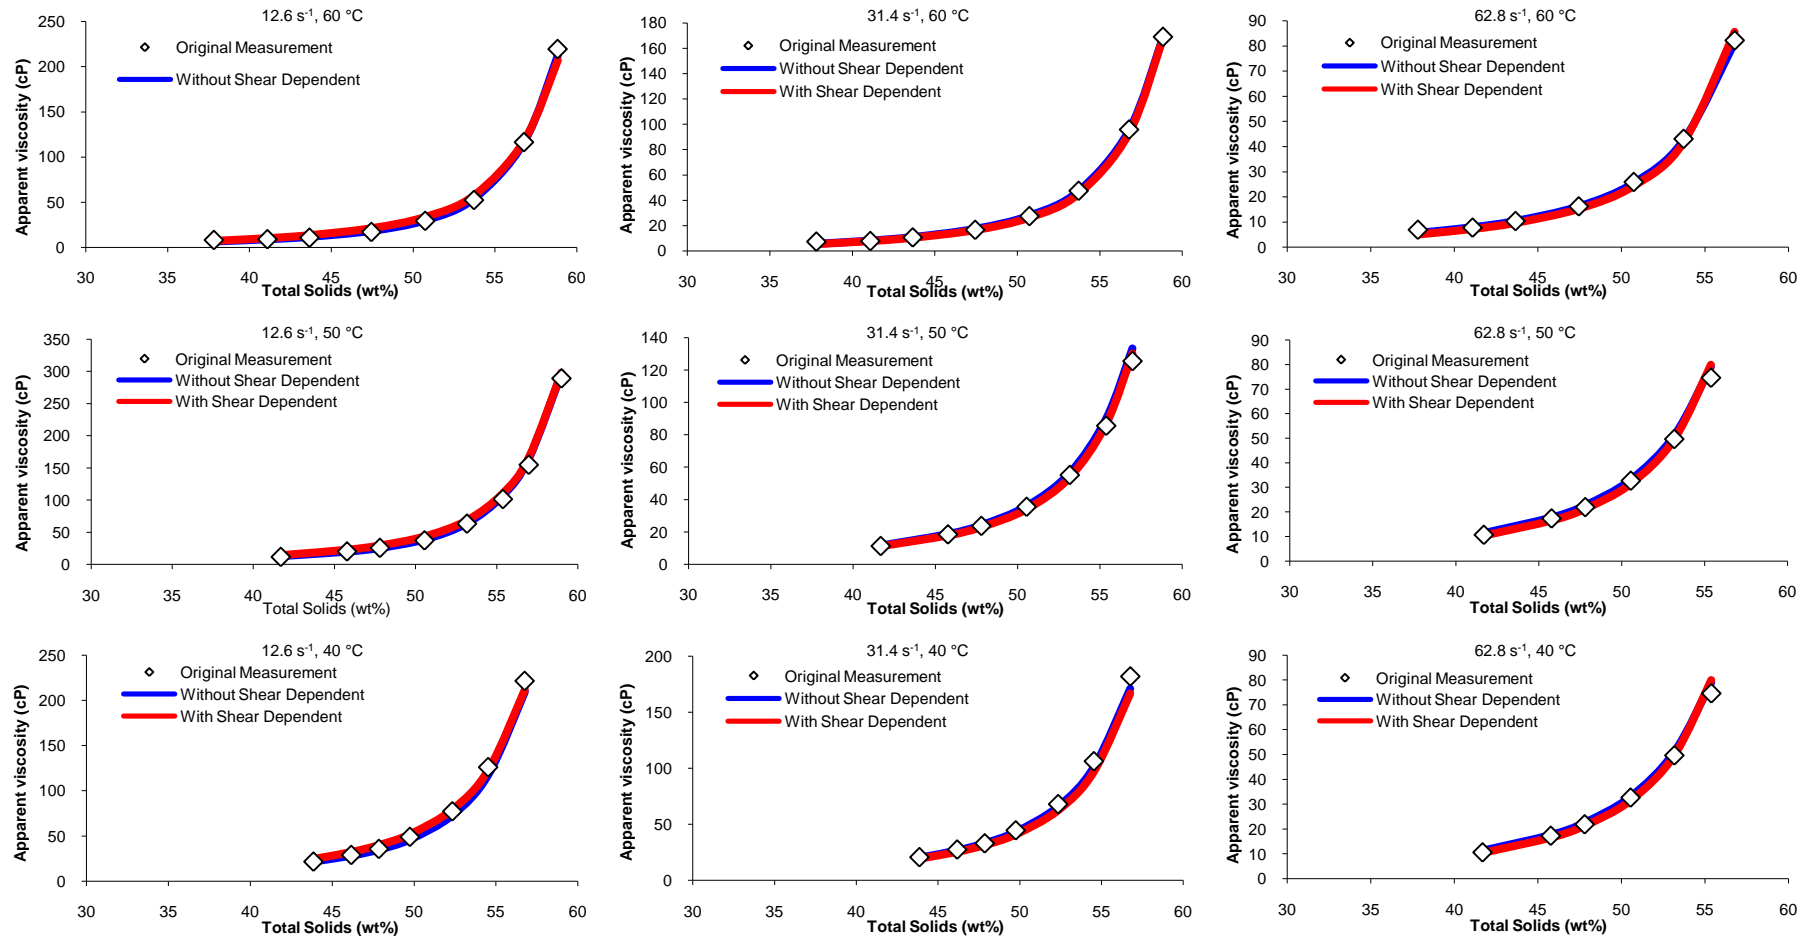 12.6 s-1, 60 °C
Apparent viscosity (cP)
250
200
150
100
50
0
Original Measurement
Without Shear Dependent
30 35 40 45 50 55 60
Total Solids (wt%)
31.4 s-1, 60 °C
Apparent viscosity (cP)
180
160
140
120
100
80
60
40
20
0
Original Measurement
Without Shear Dependent
With Shear Dependent
30 35 40 45 50 55 60
Total Solids (wt%)
62.8 s-1, 60 °C
Apparent viscosity (cP)
90
80
70
60
50
40
30
20
10
0
Original Measurement
Without Shear Dependent
With Shear Dependent
30 35 40 45 50 55 60
Total Solids (wt%)
12.6 s-1, 50 °C
Apparent viscosity (cP)
350
300
250
200
150
100
50
0
Original Measurement
Without Shear Dependent
With Shear Dependent
30 35 40 45 50 55 60
Total Solids (wt%)
31.4 s-1, 50 °C
Apparent viscosity (cP)
140
120
100
80
60
40
20
0
Original Measurement
Without Shear Dependent
With Shear Dependent
30 35 40 45 50 55 60
Total Solids (wt%)
62.8 s-1, 50 °C
Apparent viscosity (cP)
90
80
70
60
50
40
30
20
10
0
Original Measurement
Without Shear Dependent
With Shear Dependent
30 35 40 45 50 55 60
Total Solids (wt%)
12.6 s-1, 40 °C
Apparent viscosity (cP)
250
200
150
100
50
0
Original Measurement
Without Shear Dependent
With Shear Dependent
30 35 40 45 50 55 60
Total Solids (wt%)
31.4 s-1, 40 °C
Apparent viscosity (cP)
200
150
100
50
0
Original Measurement
Without Shear Dependent
With Shear Dependent
30 35 40 45 50 55 60
Total Solids (wt%)
62.8 s-1, 40 °C
Apparent viscosity (cP)
90
80
70
60
50
40
30
20
10
0
Original Measurement
Without Shear Dependent
With Shear Dependent
30 35 40 45 50 55 60
Total Solids (wt%)